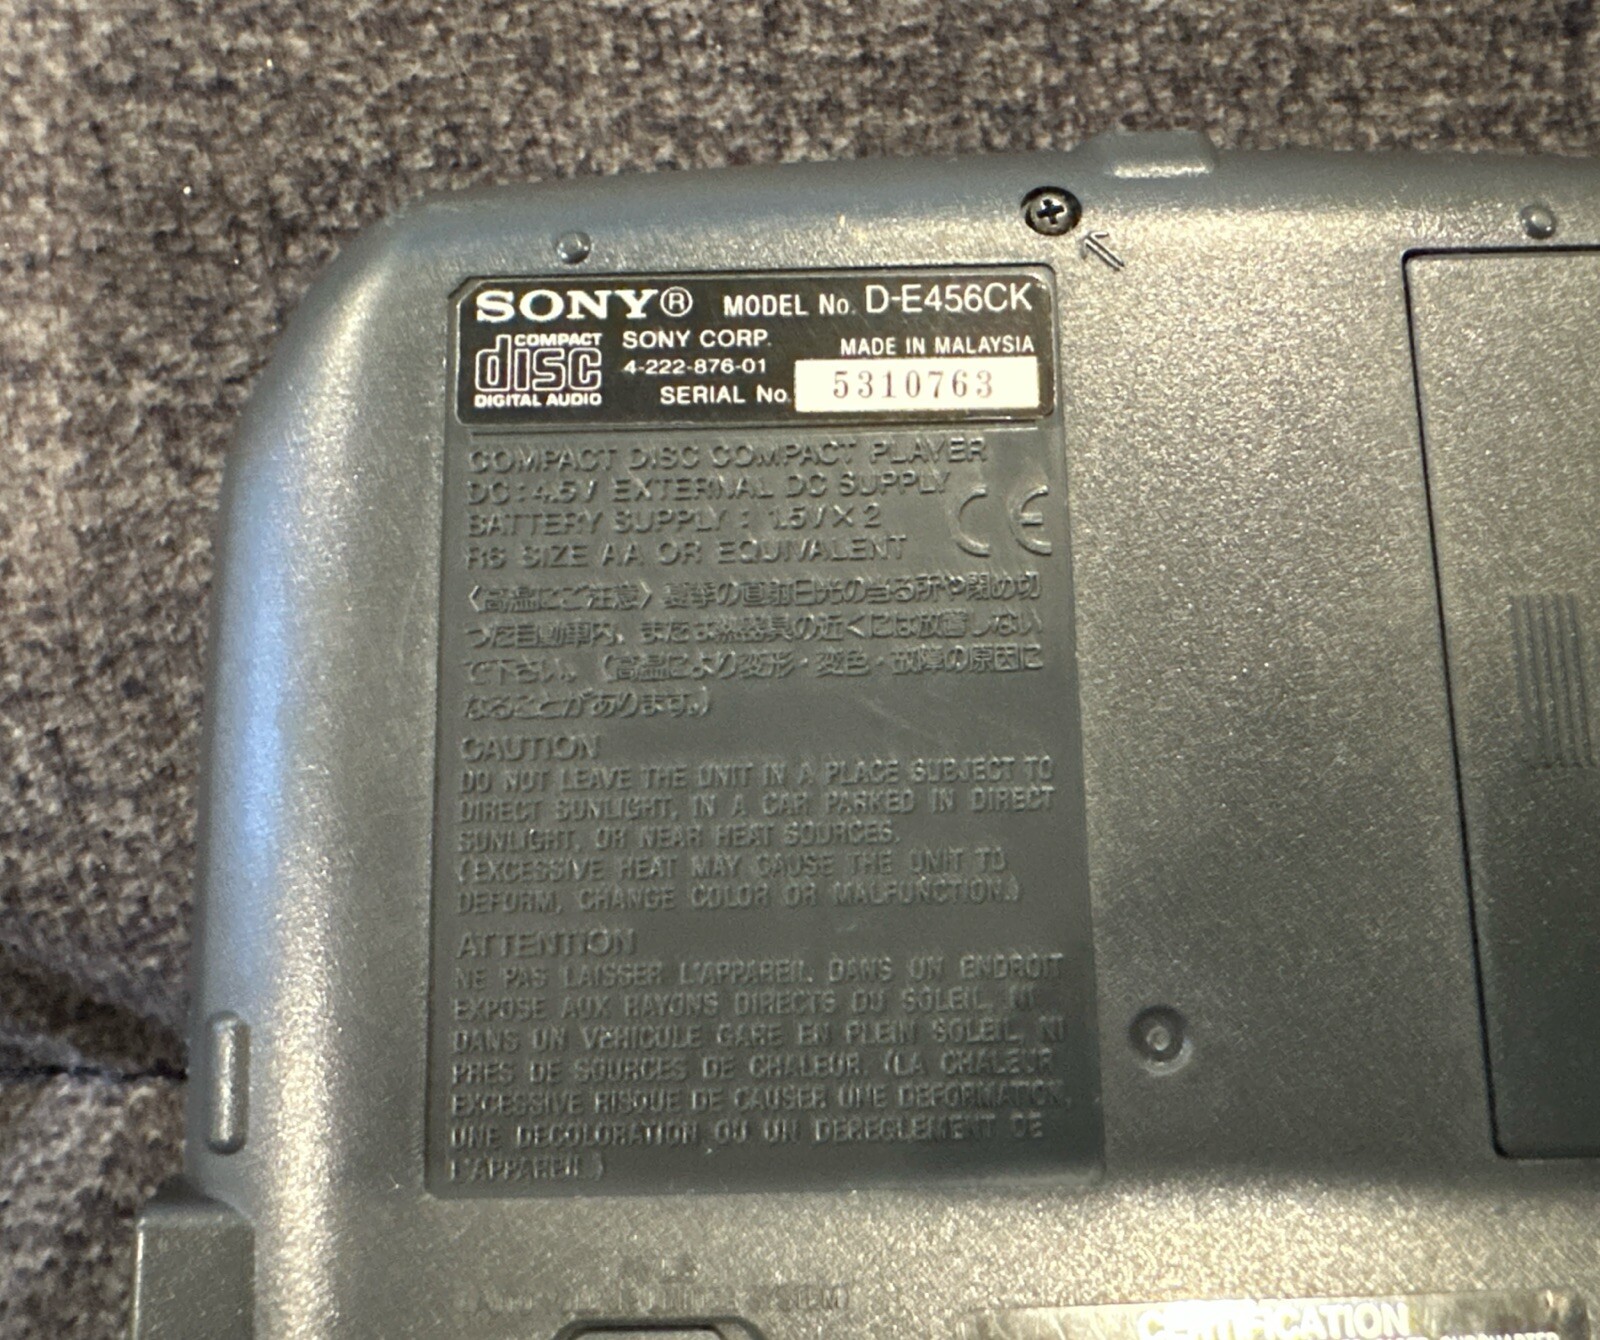 SONY® MODEL No. D-E456CK
COMPACT
disc
DIGITAL AUDIO
SONY CORP.
MADE IN MALAYSIA
4-222-876-01
SERIAL No. 5310763
COMPACT DISC COMPACT PLAYER
DC : 4.5V EXTERNAL DC SUPPLY
BATTERY SUPPLY : 1.5V×2
R6 SIZE AA OR EQUIVALENT
CE
〈高温にご注意〉夏季の直射日光の当る所や閉め切
った自動車内、または熱器具の近くには放置しない
で下さい。(高温により変形・変色・故障の原因に
なることがあります。)
CAUTION
DO NOT LEAVE THE UNIT IN A PLACE SUBJECT TO
DIRECT SUNLIGHT, IN A CAR PARKED IN DIRECT
SUNLIGHT, OR NEAR HEAT SOURCES.
(EXCESSIVE HEAT MAY CAUSE THE UNIT TO
DEFORM, CHANGE COLOR OR MALFUNCTION.)
ATTENTION
NE PAS LAISSER L'APPAREIL DANS UN ENDROIT
EXPOSE AUX RAYONS DIRECTS DU SOLEIL, NI
DANS UN VEHICULE GARE EN PLEIN SOLEIL, NI
PRES DE SOURCES DE CHALEUR. (LA CHALEUR
EXCESSIVE RISQUE DE CAUSER UNE DEFORMATION,
UNE DECOLORATION OU UN DEREGLEMENT DE
L'APPAREIL.)
CERTIFICATION